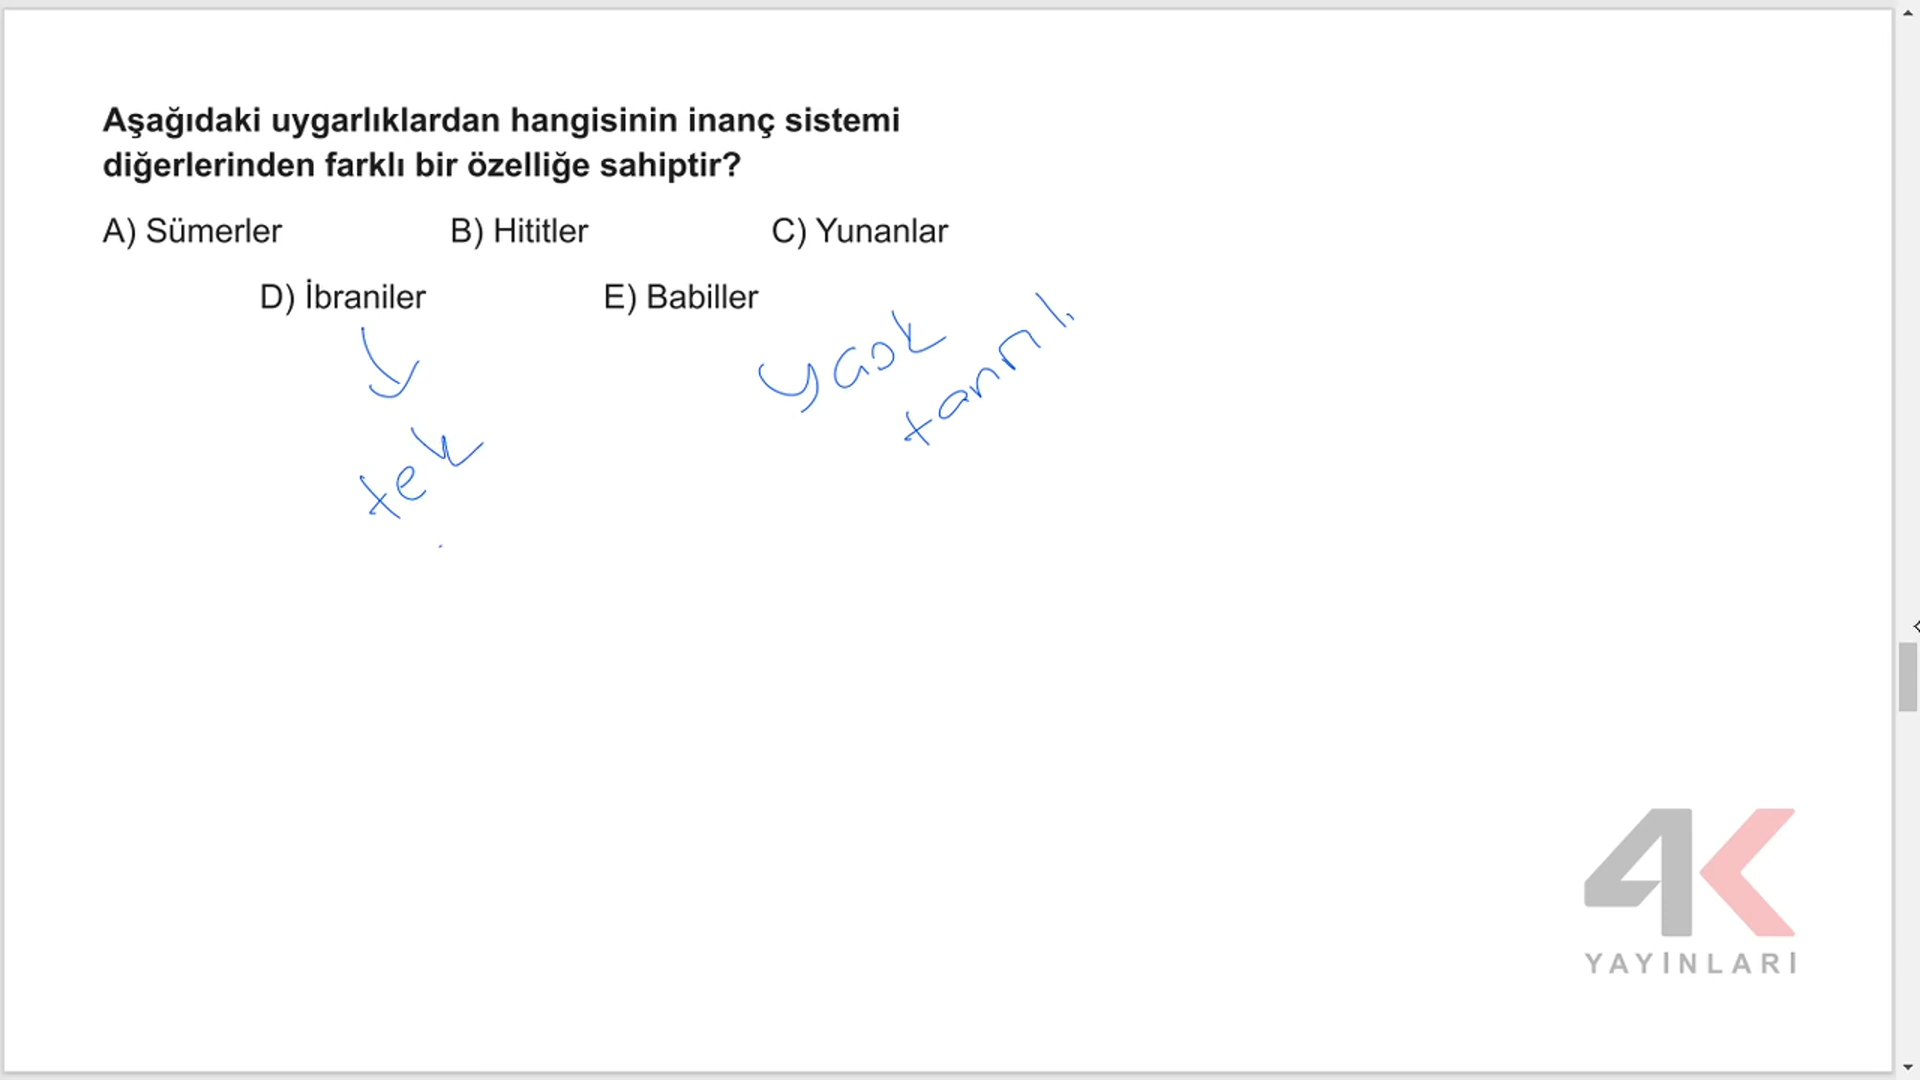 Aşağıdaki uygarlıklardan hangisinin inanç sistemi
diğerlerinden farklı bir özelliğe sahiptir?
A) Sümerler B) Hititler C) Yunanlar
D) İbraniler E) Babiller
tanrılı
tek
4K
YAYINLARI